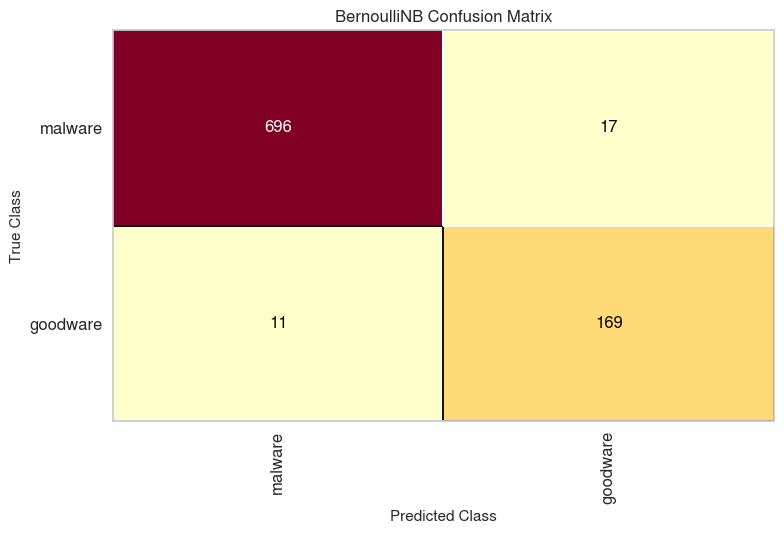 BernoulliNB Confusion Matrix
True Class
malware
696
17
goodware
11
169
malware
goodware
Predicted Class